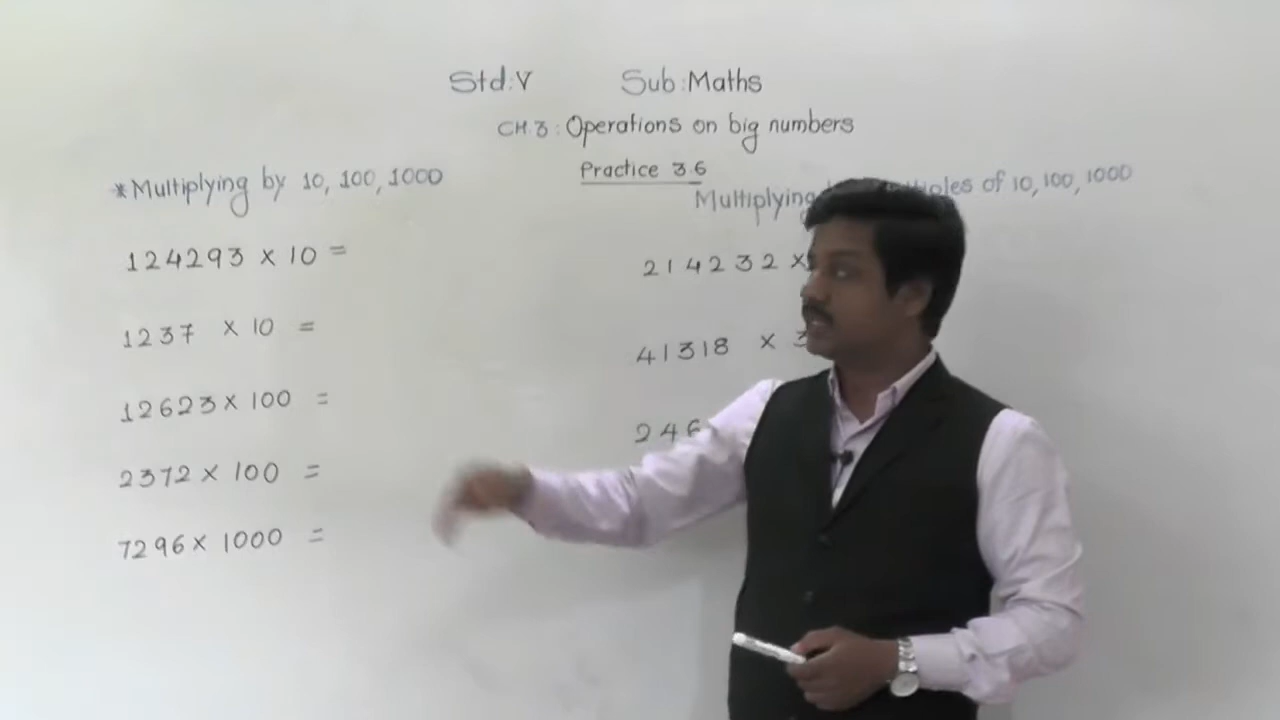 Std:V Sub:Maths
CH.3: Operations on big numbers
Practice 3.6
*Multiplying by 10, 100, 1000
124293 x 10 =
1237 x 10 =
12623 x 100 =
2372 x 100 =
7296 x 1000 =
Multiplying of 10, 100, 1000
214232 x
41318 x 3
246